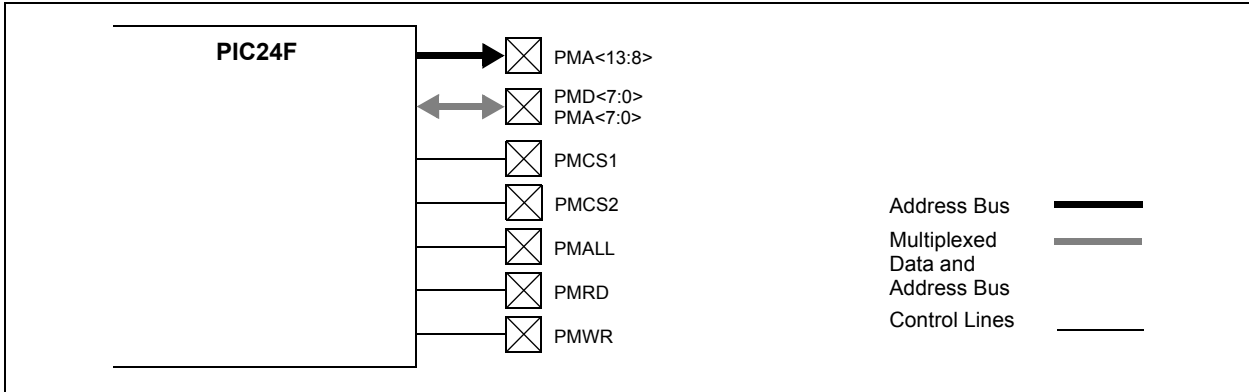 PIC24F
PMA<13:8>
PMD<7:0>
PMA<7:0>
PMCS1
PMCS2
PMALL
PMRD
PMWR
Address Bus
Multiplexed
Data and
Address Bus
Control Lines